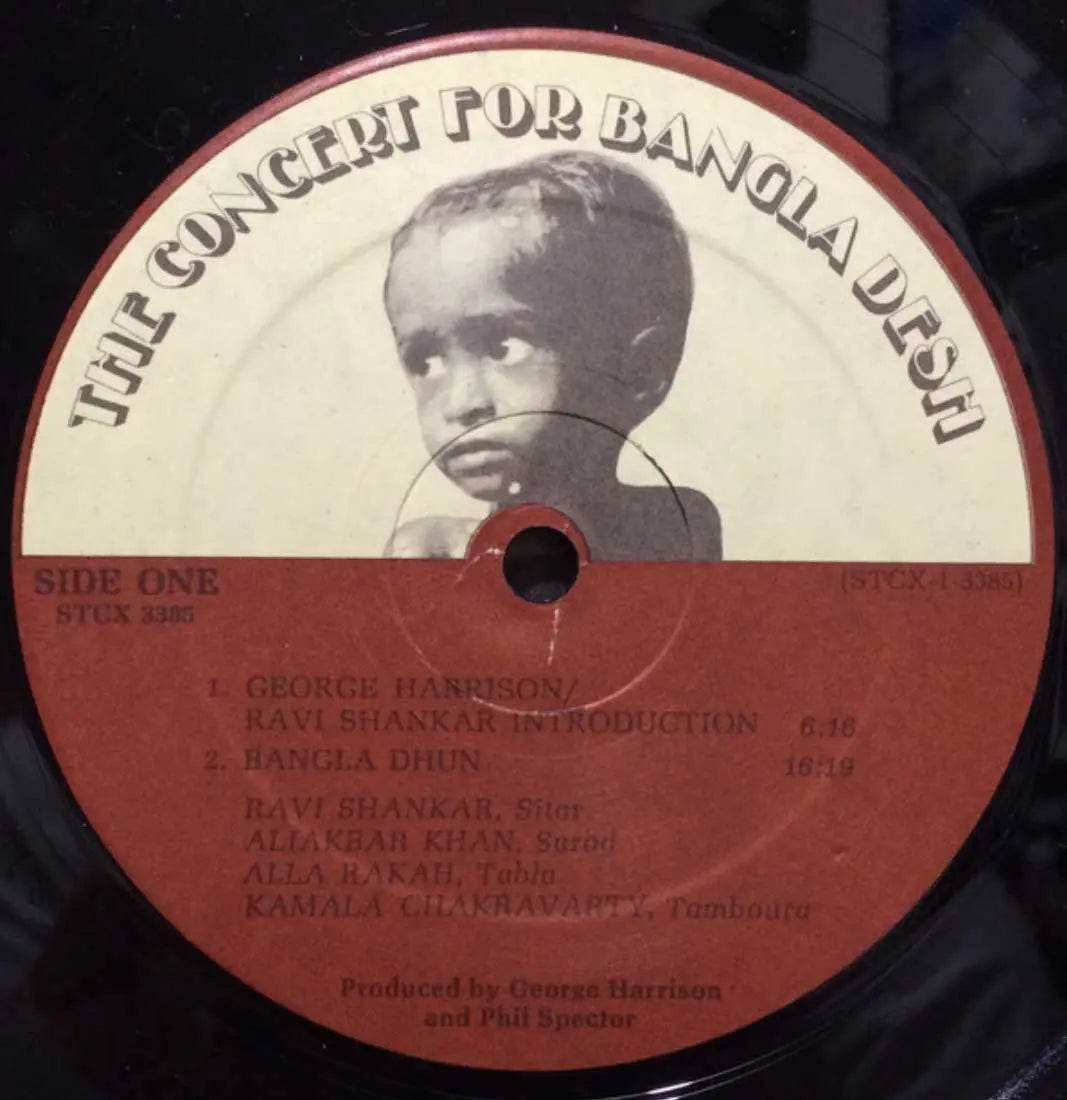 THE CONCERT FOR BANGLA DESH
SIDE ONE
STCX 3385
(STCX-1-3385)
1. GEORGE HARRISON/
RAVI SHANKAR INTRODUCTION 6:16
2. BANGLA DHUN 16:19
RAVI SHANKAR, Sitar
ALIAKBAR KHAN, Sarod
ALLA RAKAH, Tabla
KAMALA CHAKRAVARTY, Tamboura
Produced by George Harrison
and Phil Spector